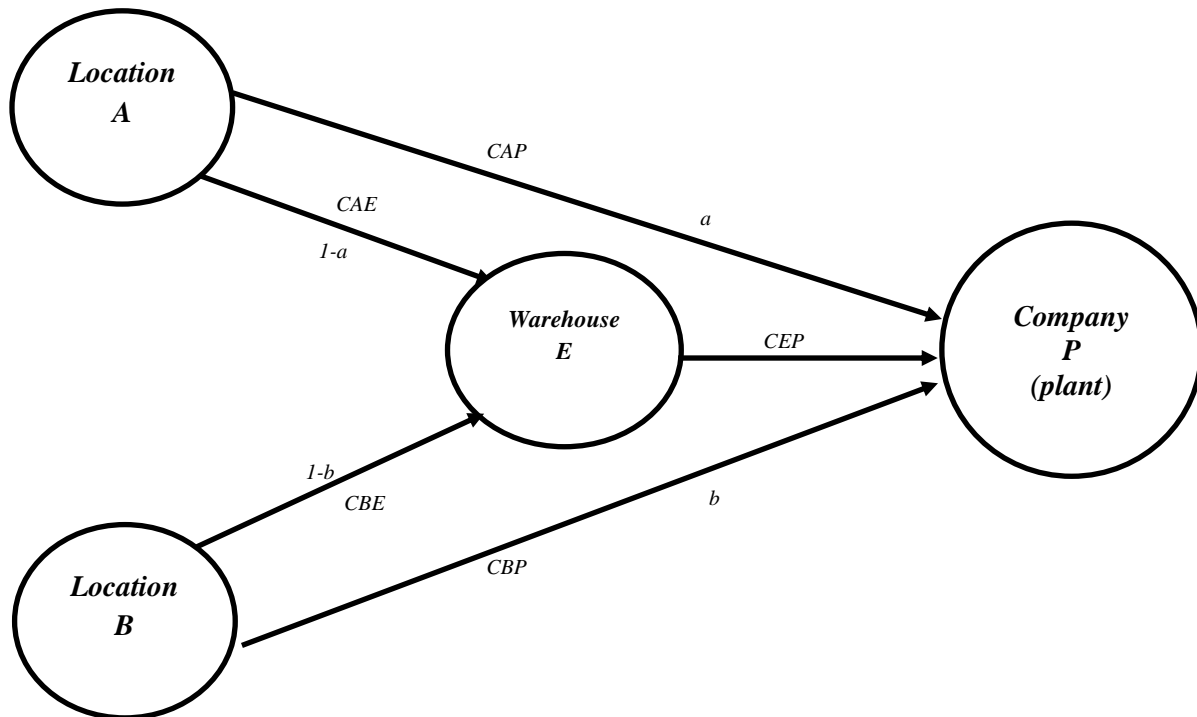 Location
A
CAP
CAE
a
1-a
Warehouse
E
CEP
Company
P
(plant)
1-b
CBE
b
CBP
Location
B